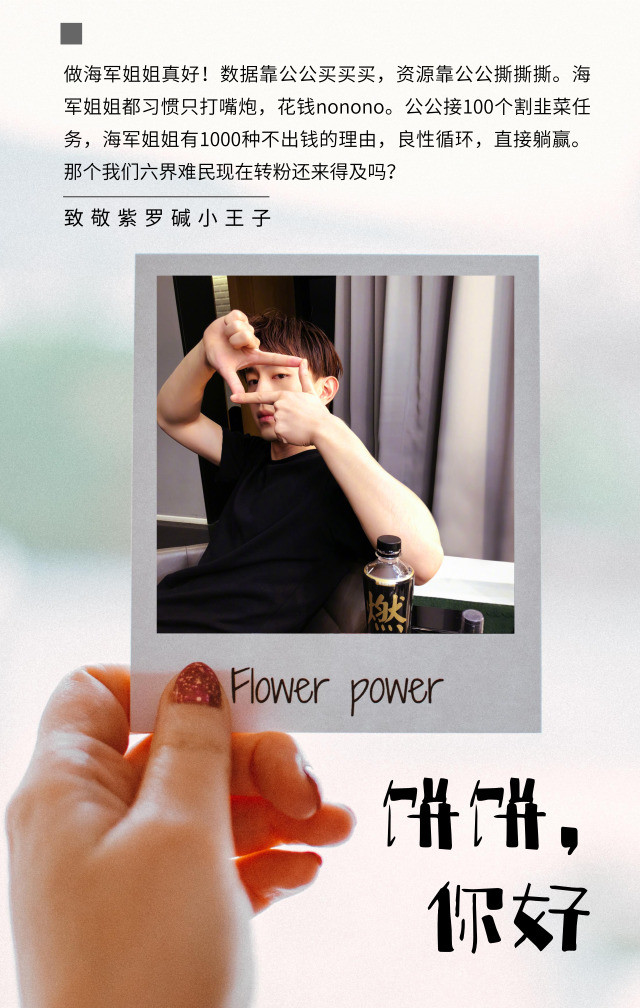 做海军姐姐真好！数据靠公公买买买，资源靠公公撕撕撕。海
军姐姐都习惯只打嘴炮，花钱nonono。公公接100个割韭菜任
务，海军姐姐有1000种不出钱的理由，良性循环，直接躺赢。
那个我们六界难民现在转粉还来得及吗？
致敬紫罗碱小王子
燃
Flower power
饼饼，
你好